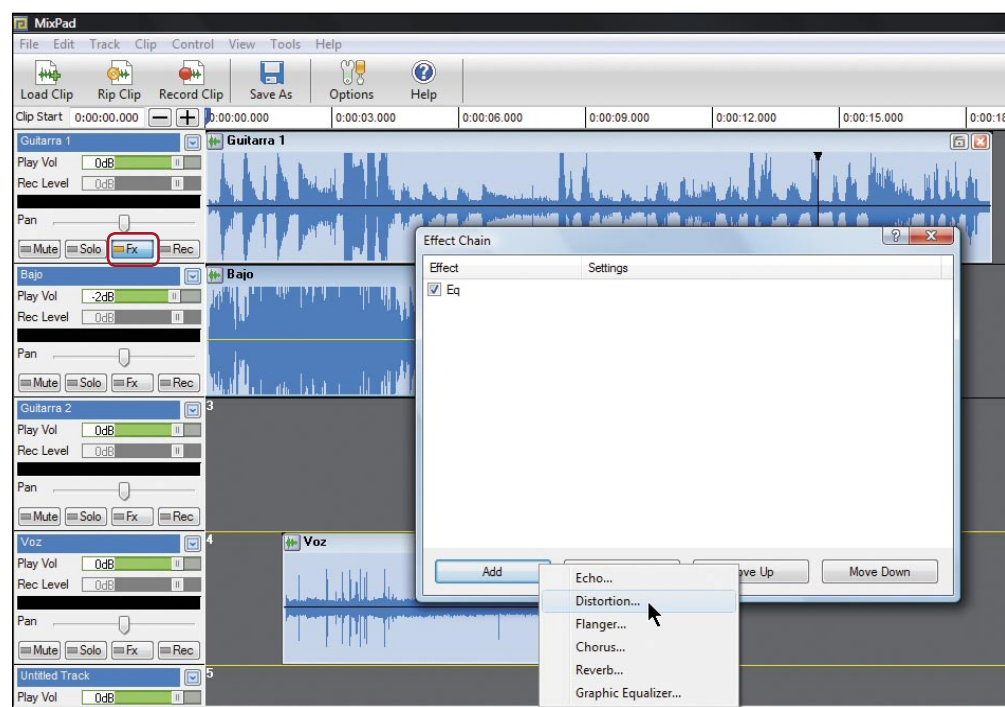 MixPad
File Edit Track Clip Control View Tools Help
Load Clip Rip Clip Record Clip Save As Options Help
Clip Start 0:00:00.000 0:00:00.000 0:00:03.000 0:00:06.000 0:00:09.000 0:00:12.000 0:00:15.000 0:00:18
Guitarra 1 Guitarra 1
Play Vol 0dB
Rec Level 0dB
Pan
Mute Solo Fx Rec
Effect Chain
Effect Settings
Eq
Bajo Bajo
Play Vol -2dB
Rec Level 0dB
Pan
Mute Solo Fx Rec
Guitarra 2 3
Play Vol 0dB
Rec Level 0dB
Pan
Mute Solo Fx Rec
Voz 4 Voz
Play Vol 0dB
Rec Level 0dB
Pan
Mute Solo Fx Rec
Add Move Down
Echo...
Distortion...
Flanger...
Chorus...
Reverb...
Graphic Equalizer...
Untitled Track 5
Play Vol 0dB